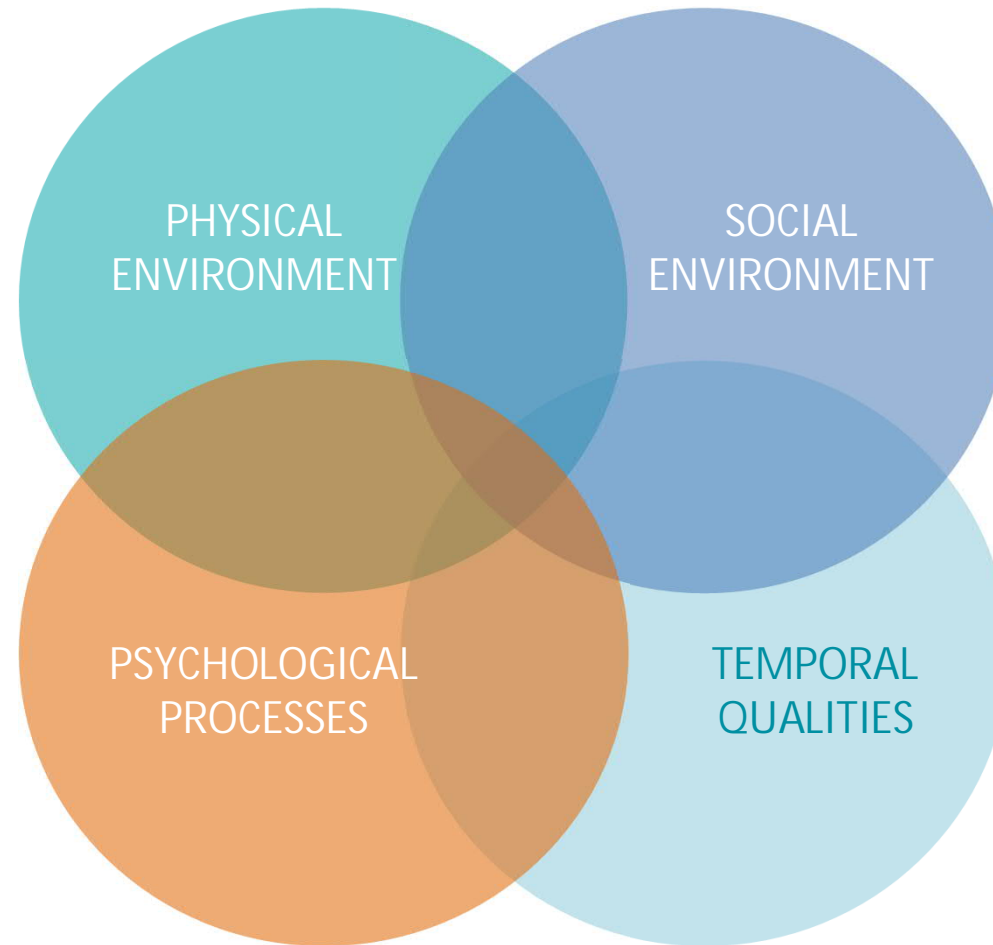 PHYSICAL
ENVIRONMENT
SOCIAL
ENVIRONMENT
PSYCHOLOGICAL
PROCESSES
TEMPORAL
QUALITIES